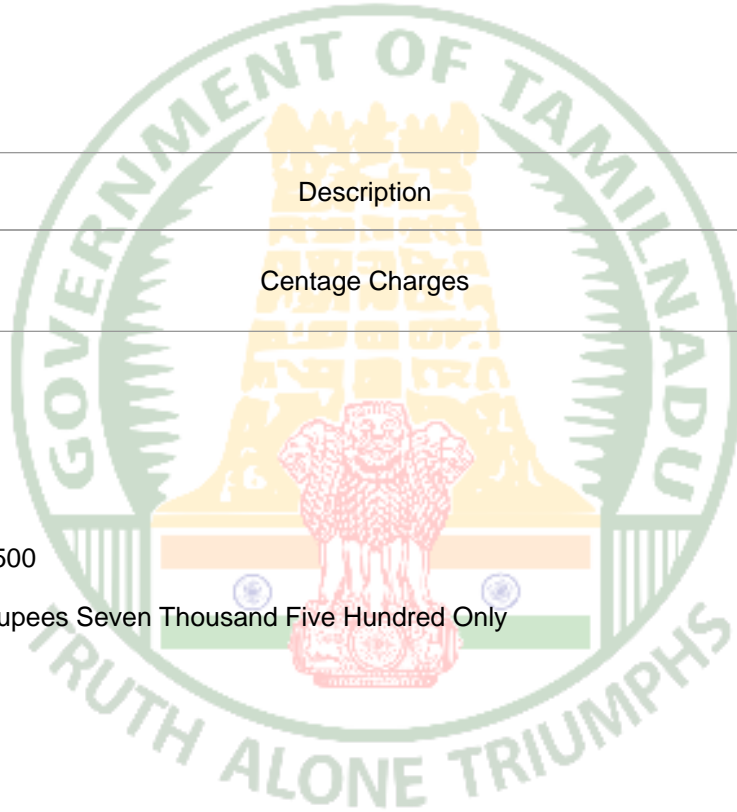 GOVERNMENT OF TAMILNADU
Description
Centage Charges
500
upees Seven Thousand Five Hundred Only
TRUTH ALONE TRIUMPHS